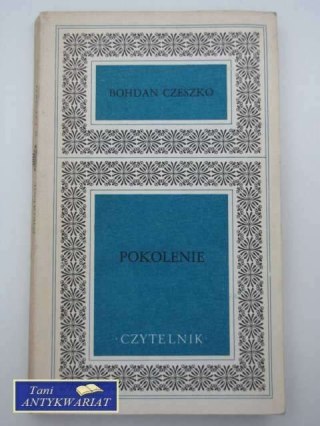 BOHDAN CZESZKO
POKOLENIE
· CZYTELNIK ·
Tani
ANTYKWARIAT